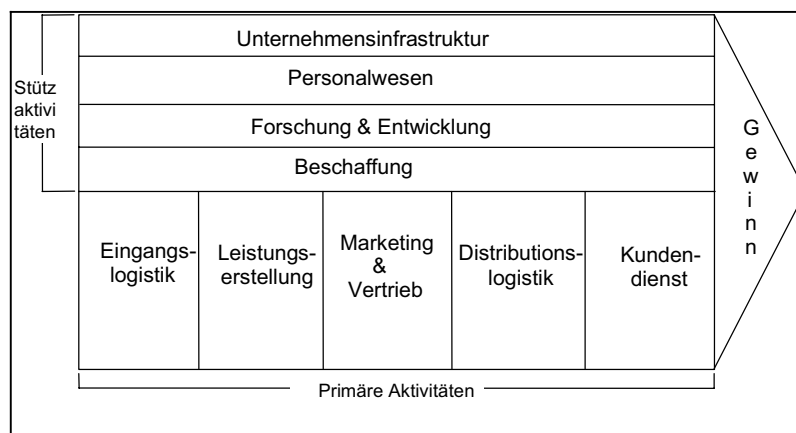 Unternehmensinfrastruktur
Personalwesen
Stütz
aktivi
täten
Forschung & Entwicklung
Beschaffung
Eingangs-
logistik
Leistungs-
erstellung
Marketing
&
Vertrieb
Distributions-
logistik
Kunden-
dienst
G
e
w
i
n
n
Primäre Aktivitäten